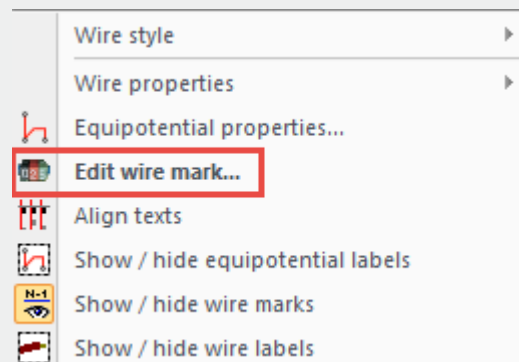 Wire style
Wire properties
Equipotential properties...
Edit wire mark...
Align texts
Show / hide equipotential labels
N-1
Show / hide wire marks
Show / hide wire labels